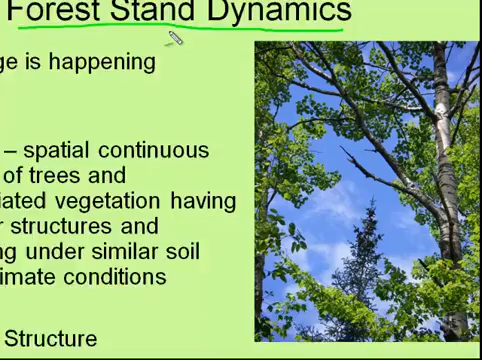 Forest Stand Dynamics
ge is happening
– spatial continuous
of trees and
iated vegetation having
r structures and
ng under similar soil
imate conditions
Structure